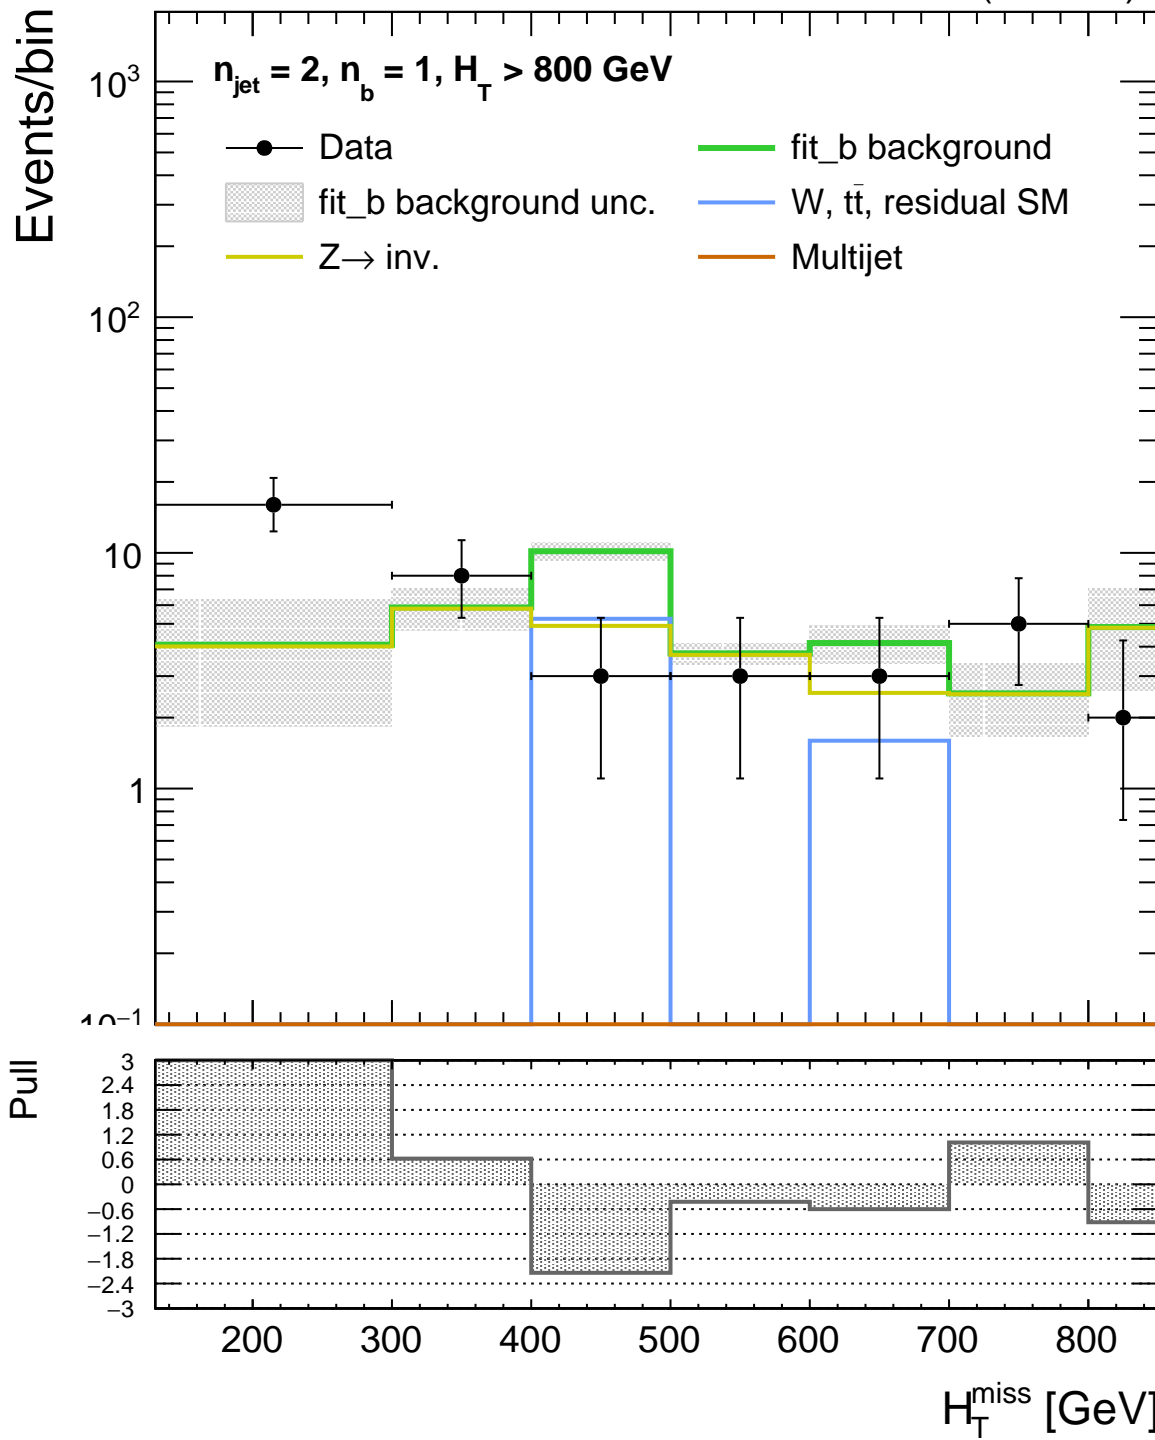 Events/bin
n_jet = 2, n_b = 1, H_T > 800 GeV
Data
fit_b background
fit_b background unc.
W, tt̄, residual SM
Z→ inv.
Multijet
10³
10²
10
1
10⁻¹
Pull
3
2.4
1.8
1.2
0.6
0
−0.6
−1.2
−1.8
−2.4
−3
200 300 400 500 600 700 800
H_T^miss [GeV]